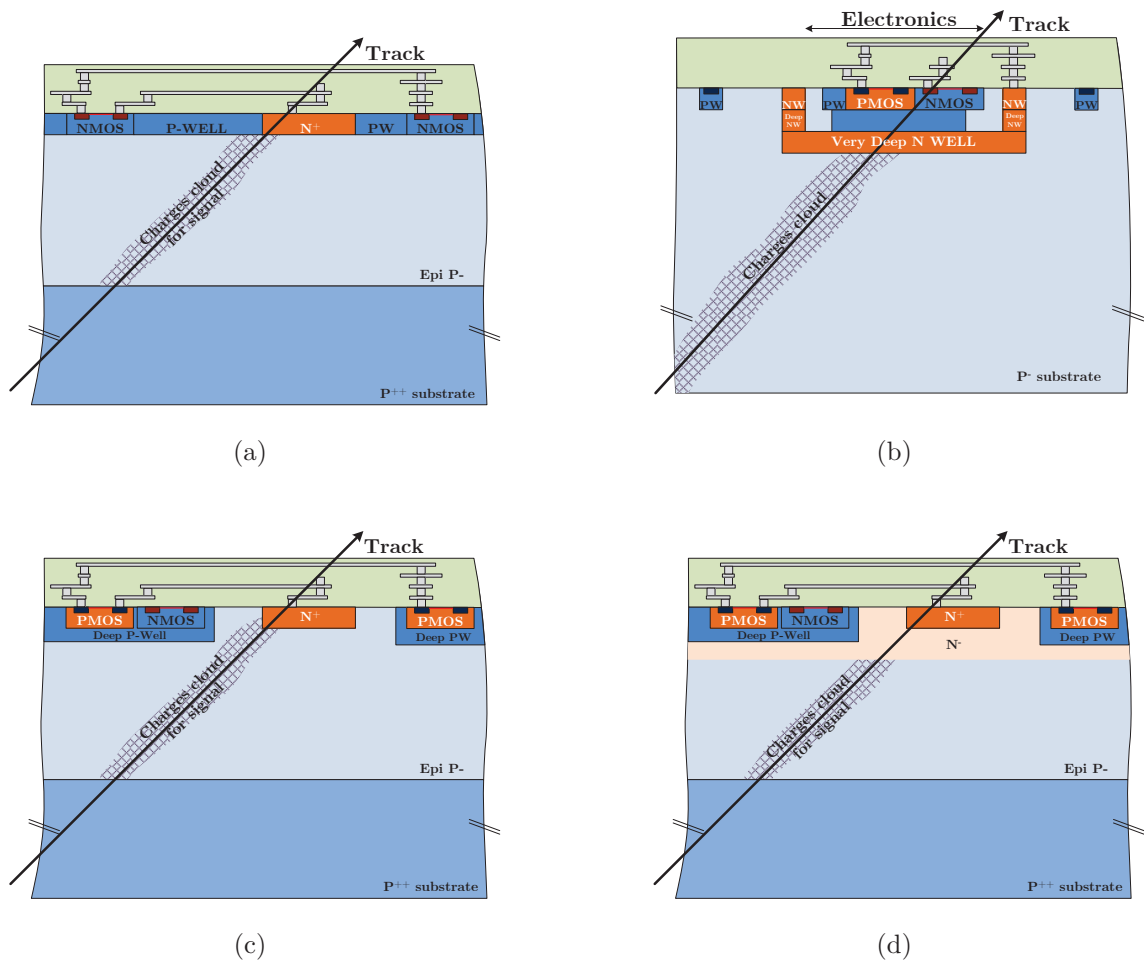 Track
NMOS P-WELL N⁺ PW NMOS
Charges cloud
for signal
Epi P-
P⁺⁺ substrate
(a)
Electronics
Track
PW NW PW PMOS NMOS NW PW
Deep
NW
Deep
NW
Very Deep N WELL
Charges cloud
P⁻ substrate
(b)
Track
PMOS NMOS N⁺ PMOS
Deep P-Well Deep PW
Charges cloud
for signal
Epi P-
P⁺⁺ substrate
(c)
Track
PMOS NMOS N⁺ PMOS
Deep P-Well Deep PW
N⁻
Charges cloud
for signal
Epi P-
P⁺⁺ substrate
(d)